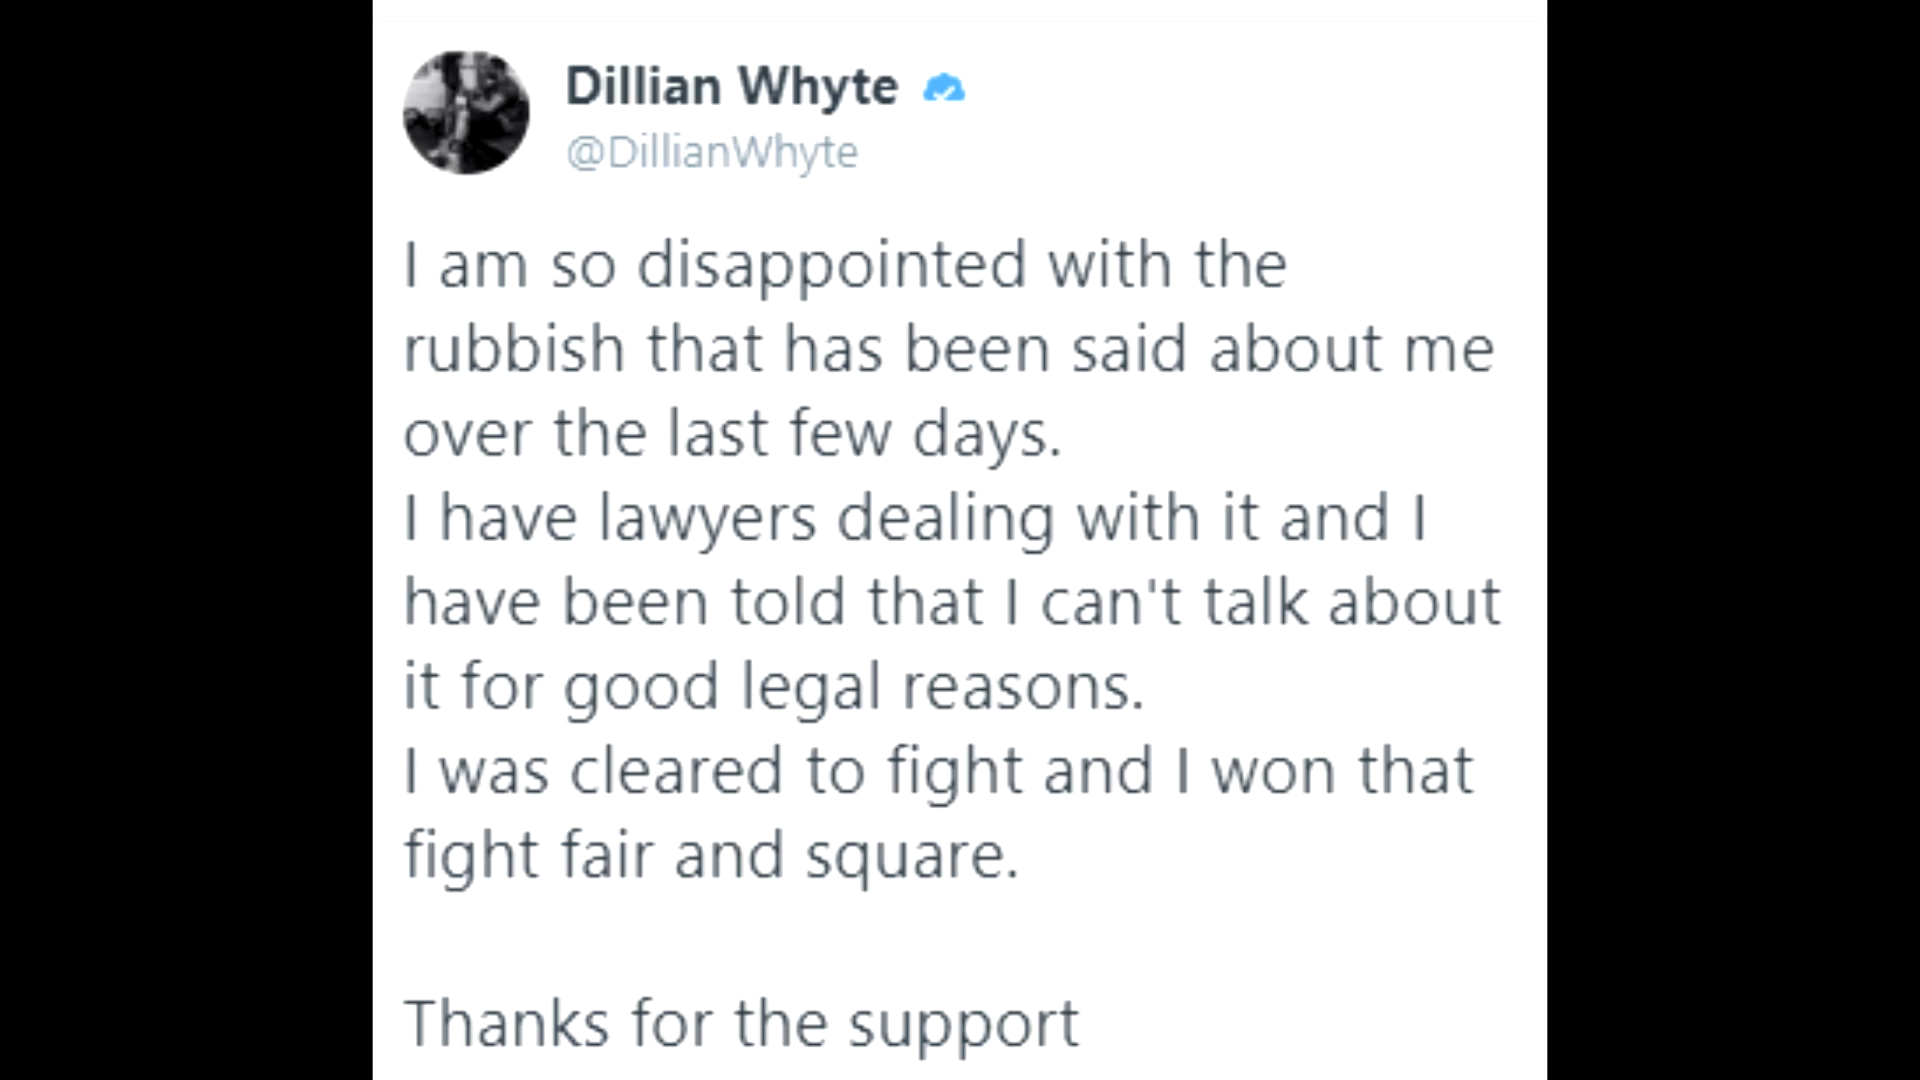 Dillian Whyte
@DillianWhyte
I am so disappointed with the
rubbish that has been said about me
over the last few days.
I have lawyers dealing with it and I
have been told that I can't talk about
it for good legal reasons.
I was cleared to fight and I won that
fight fair and square.
Thanks for the support